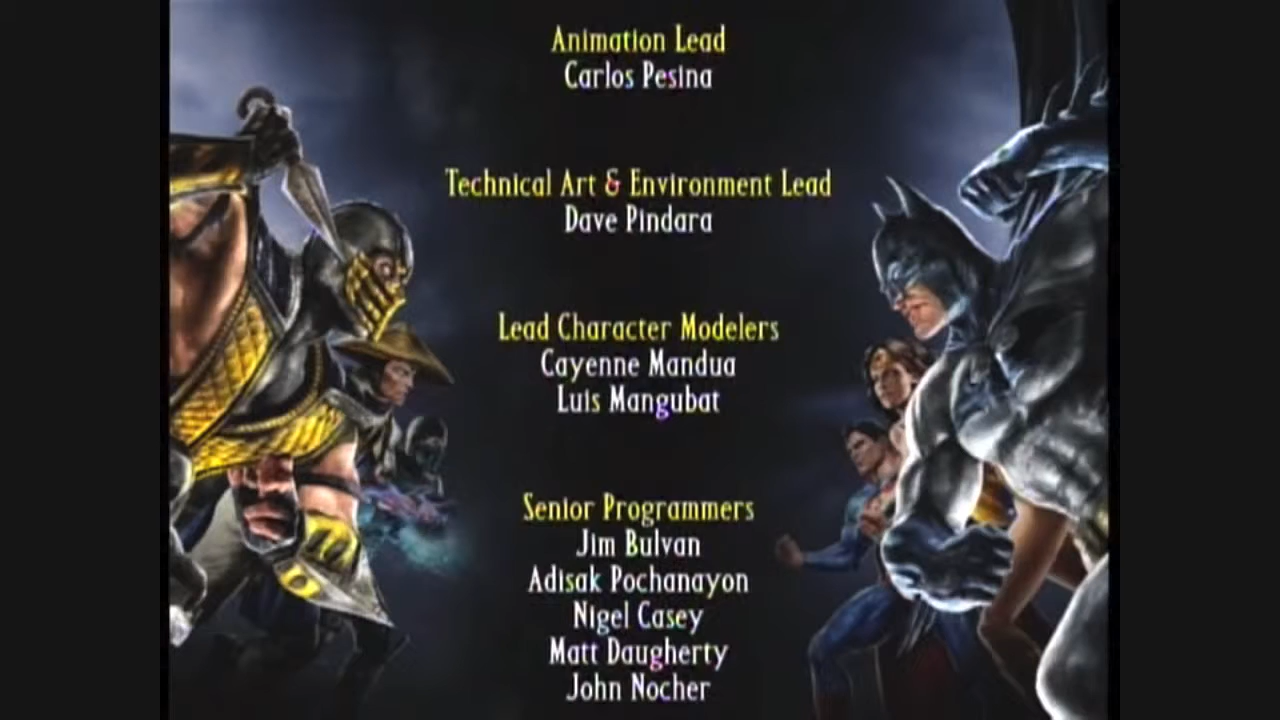 Animation Lead
Carlos Pesina
Technical Art & Environment Lead
Dave Pindara
Lead Character Modelers
Cayenne Mandua
Luis Mangubat
Senior Programmers
Jim Bulvan
Adisak Pochanayon
Nigel Casey
Matt Daugherty
John Nocher